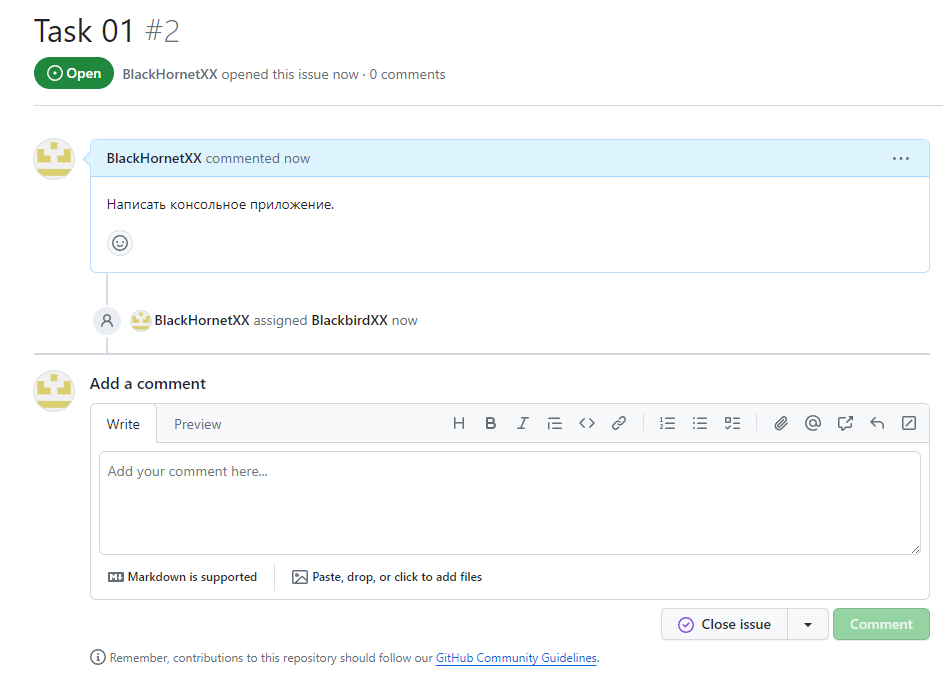 Task 01 #2
Open BlackHornetXX opened this issue now · 0 comments
BlackHornetXX commented now
Написать консольное приложение.
BlackHornetXX assigned BlackbirdXX now
Add a comment
Write Preview
Add your comment here...
Markdown is supported Paste, drop, or click to add files
Close issue Comment
Remember, contributions to this repository should follow our GitHub Community Guidelines.